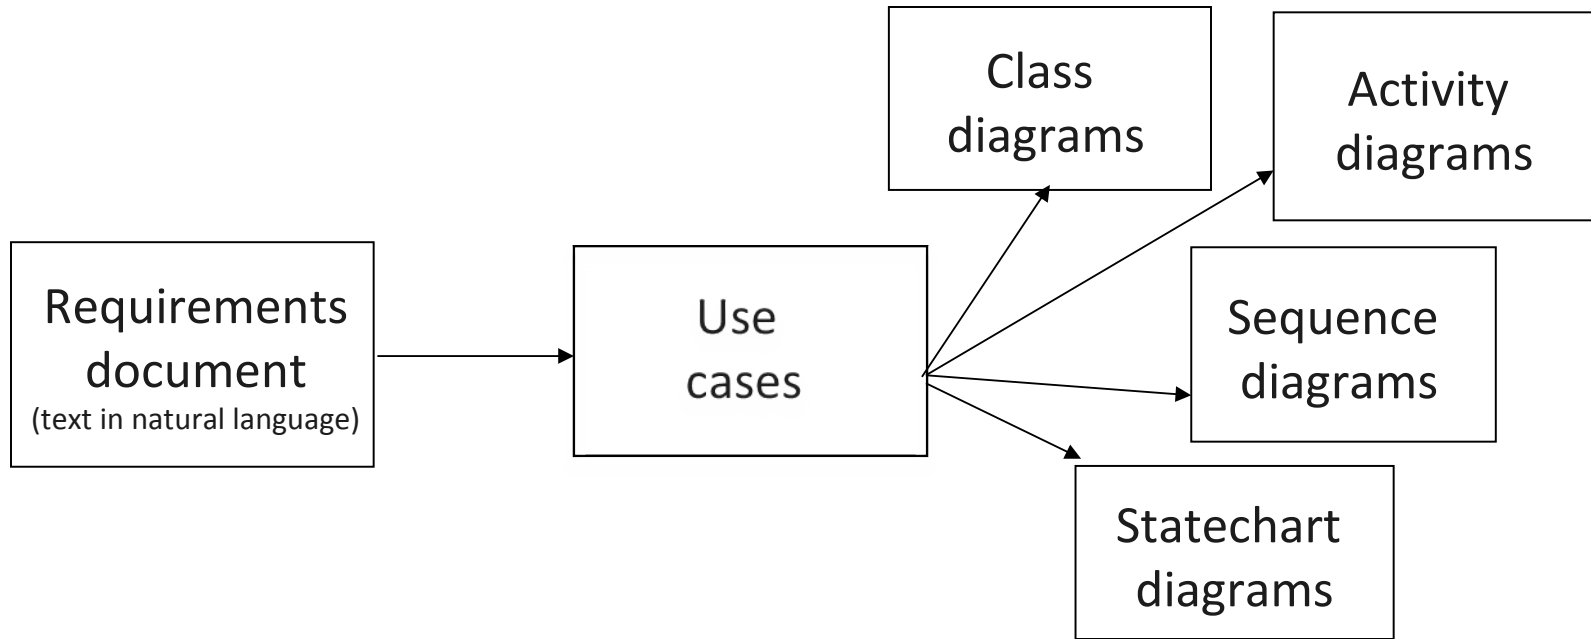 Class
diagrams
Activity
diagrams
Requirements
document
(text in natural language)
Use
cases
Sequence
diagrams
Statechart
diagrams